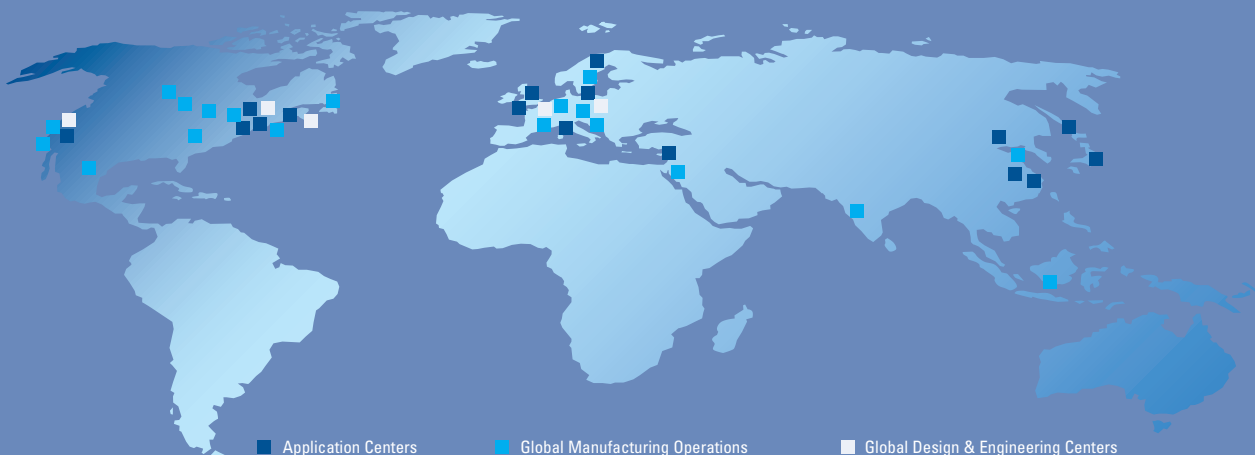 Application Centers
Global Manufacturing Operations
Global Design & Engineering Centers